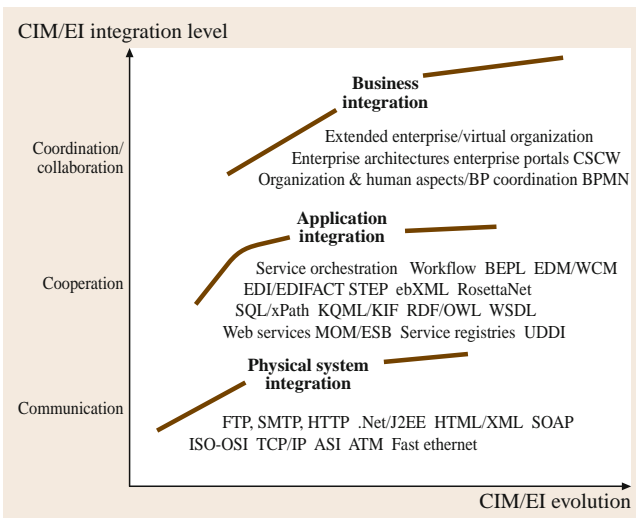 CIM/EI integration level
Business
integration
Coordination/
collaboration
Extended enterprise/virtual organization
Enterprise architectures enterprise portals CSCW
Organization & human aspects/BP coordination BPMN
Application
integration
Cooperation
Service orchestration Workflow BEPL EDM/WCM
EDI/EDIFACT STEP ebXML RosettaNet
SQL/xPath KQML/KIF RDF/OWL WSDL
Web services MOM/ESB Service registries UDDI
Physical system
integration
Communication
FTP, SMTP, HTTP .Net/J2EE HTML/XML SOAP
ISO-OSI TCP/IP ASI ATM Fast ethernet
CIM/EI evolution